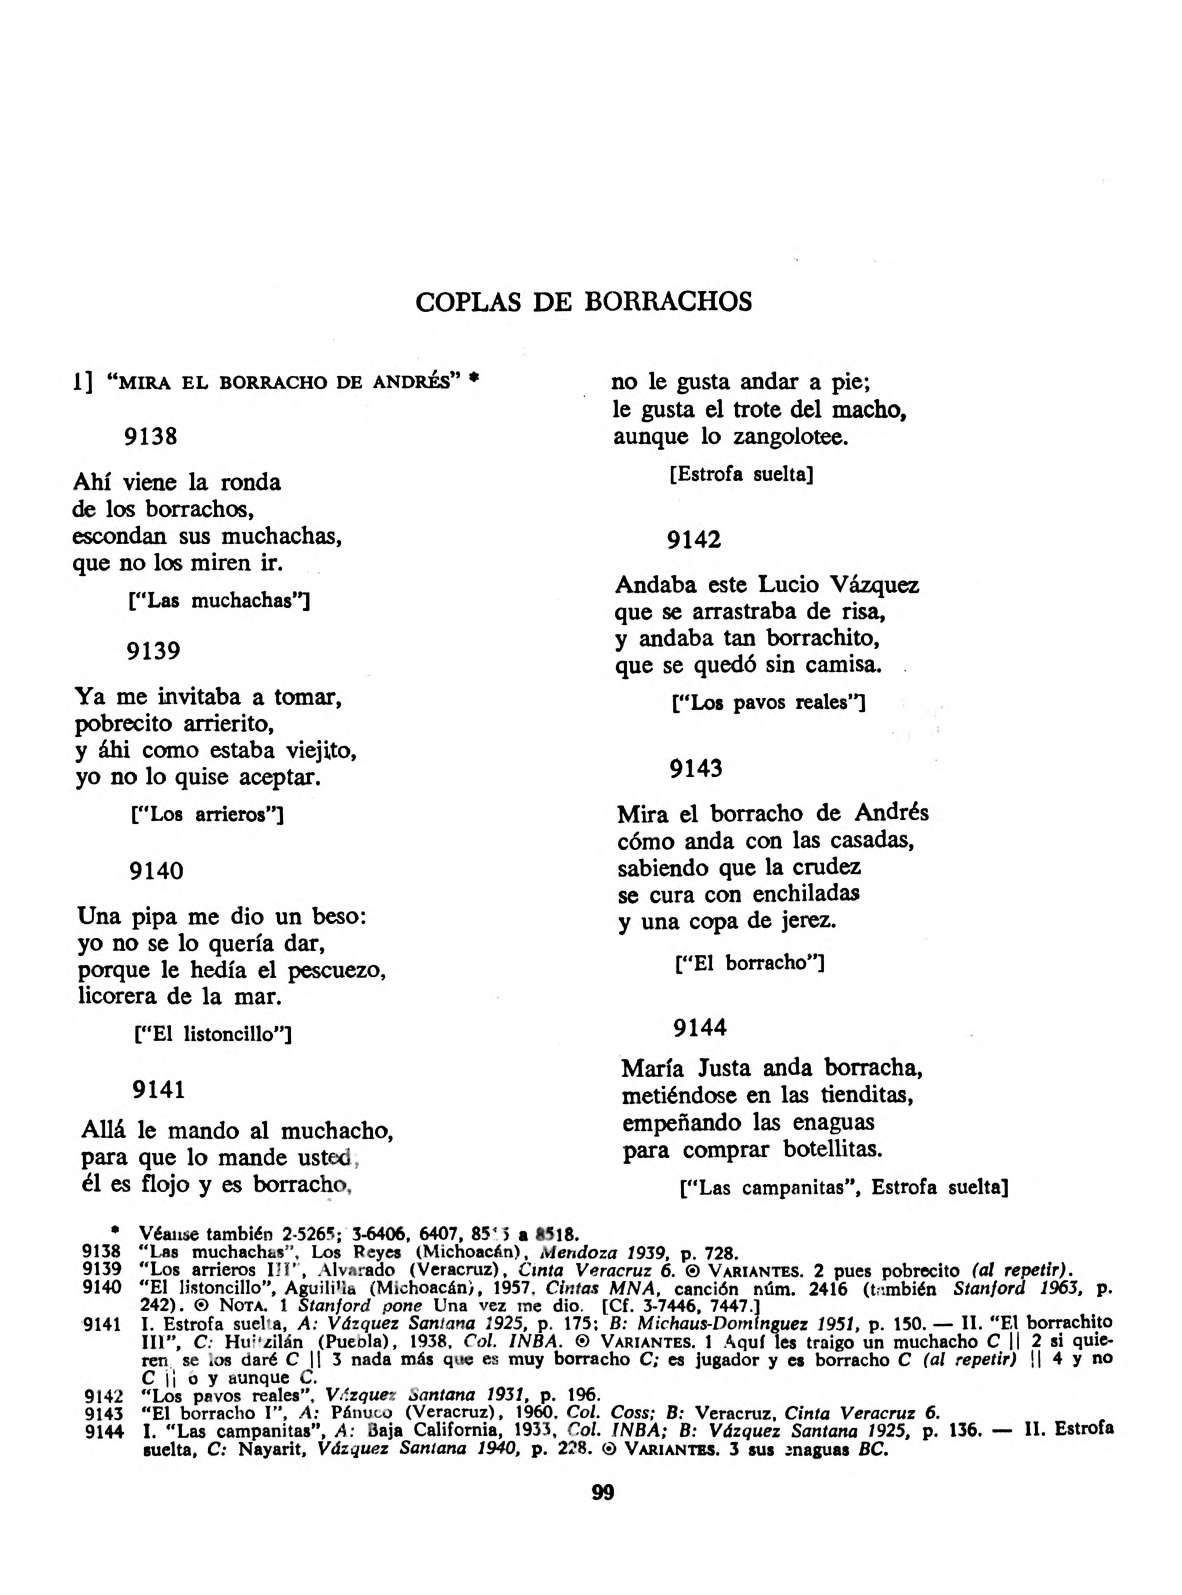 COPLAS DE BORRACHOS
1] “MIRA EL BORRACHO DE ANDRÉS” *
9138
Ahí viene la ronda
de los borrachos,
escondan sus muchachas,
que no los miren ir.
[“Las muchachas”]
9139
Ya me invitaba a tomar,
pobrecito arrierito,
y áhi como estaba viejito,
yo no lo quise aceptar.
[“Los arrieros”]
9140
Una pipa me dio un beso:
yo no se lo quería dar,
porque le hedía el pescuezo,
licorera de la mar.
[“El listoncillo”]
9141
Allá le mando al muchacho,
para que lo mande usted,
él es flojo y es borracho,
no le gusta andar a pie;
le gusta el trote del macho,
aunque lo zangolotee.
[Estrofa suelta]
9142
Andaba este Lucio Vázquez
que se arrastraba de risa,
y andaba tan borrachito,
que se quedó sin camisa.
[“Los pavos reales”]
9143
Mira el borracho de Andrés
cómo anda con las casadas,
sabiendo que la crudez
se cura con enchiladas
y una copa de jerez.
[“El borracho”]
9144
María Justa anda borracha,
metiéndose en las tienditas,
empeñando las enaguas
para comprar botellitas.
[“Las campanitas”, Estrofa suelta]
* Véanse también 2-5265; 3-6406, 6407, a 8518.
9138 “Las muchachas”, Los Reyes (Michoacán), Mendoza 1939, p. 728.
9139 “Los arrieros III”, Alvarado (Veracruz), Cinta Veracruz 6. ⊙ VARIANTES. 2 pues pobrecito (al repetir).
9140 “El listoncillo”, Aguililla (Michoacán), 1957. Cintas MNA, canción núm. 2416 (también Stanford 1963, p.
242). ⊙ NOTA. 1 Stanford pone Una vez me dio. [Cf. 3-7446, 7447.]
9141 I. Estrofa suelta, A: Vázquez Santana 1925, p. 175; B: Michaus-Domínguez 1951, p. 150. — II. “El borrachito
III”, C: Huitzilán (Puebla), 1938, Col. INBA. ⊙ VARIANTES. 1 Aquí les traigo un muchacho C || 2 si quie-
ren se los daré C || 3 nada más que es muy borracho C; es jugador y es borracho C (al repetir) || 4 y no
C || 6 y aunque C.
9142 “Los pavos reales”, Vázquez Santana 1931, p. 196.
9143 “El borracho I”, A: Pánuco (Veracruz), 1960. Col. Coss; B: Veracruz, Cinta Veracruz 6.
9144 I. “Las campanitas”, A: Baja California, 1933, Col. INBA; B: Vázquez Santana 1925, p. 136. — II. Estrofa
suelta, C: Nayarit, Vázquez Santana 1940, p. 228. ⊙ VARIANTES. 3 sus enaguas BC.
99